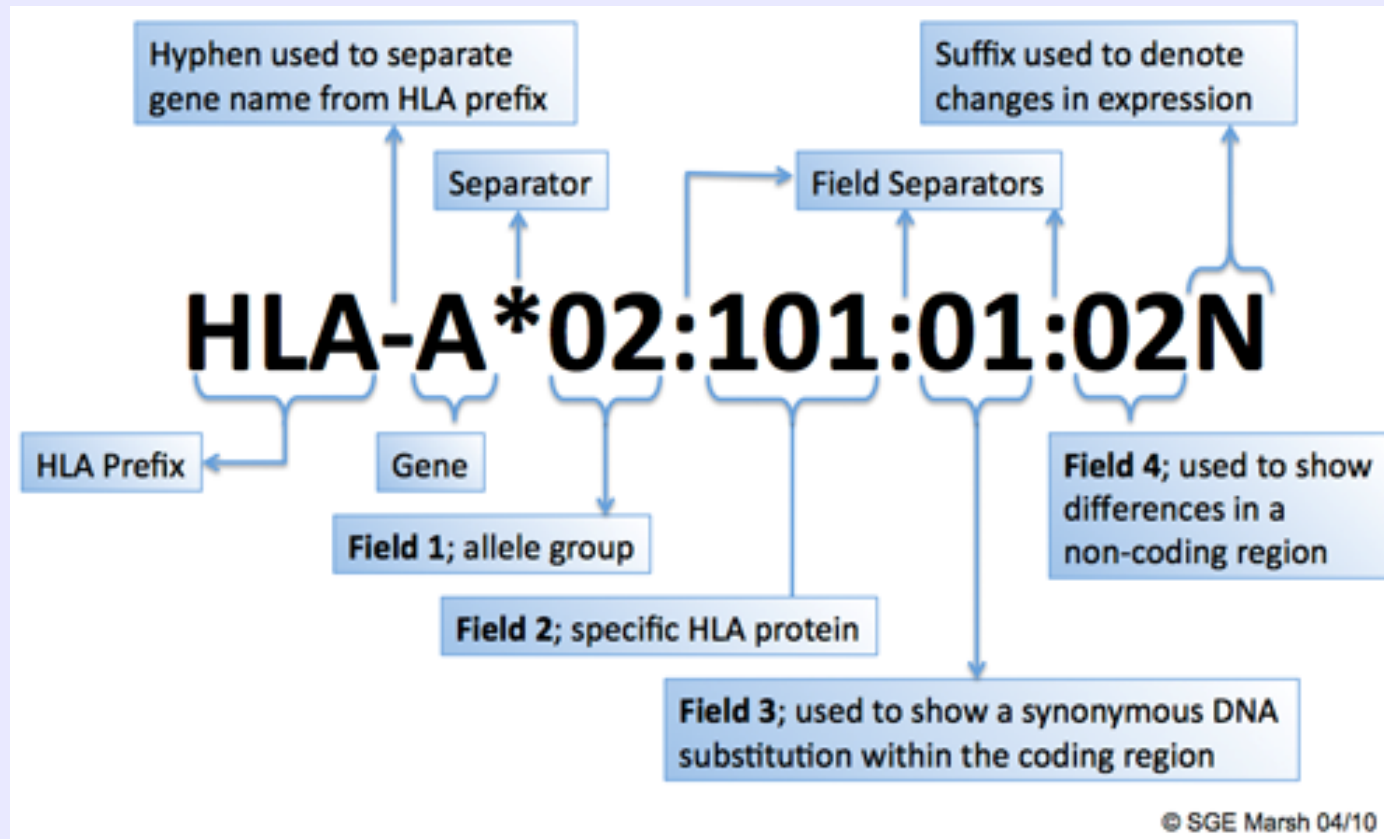 Hyphen used to separate
gene name from HLA prefix
Suffix used to denote
changes in expression
Separator
Field Separators
HLA-A*02:101:01:02N
HLA Prefix
Gene
Field 4; used to show
differences in a
non-coding region
Field 1; allele group
Field 2; specific HLA protein
Field 3; used to show a synonymous DNA
substitution within the coding region
© SGE Marsh 04/10